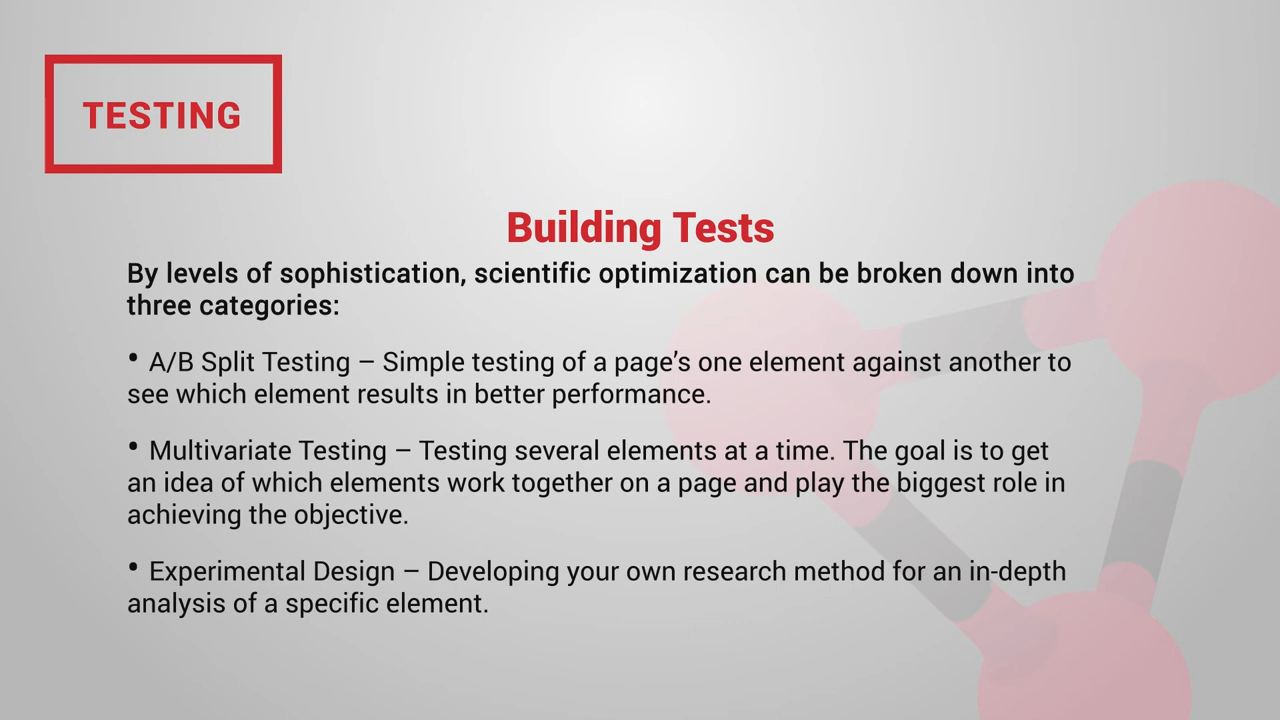 TESTING
Building Tests
By levels of sophistication, scientific optimization can be broken down into
three categories:
• A/B Split Testing – Simple testing of a page’s one element against another to
see which element results in better performance.
• Multivariate Testing – Testing several elements at a time. The goal is to get
an idea of which elements work together on a page and play the biggest role in
achieving the objective.
• Experimental Design – Developing your own research method for an in-depth
analysis of a specific element.